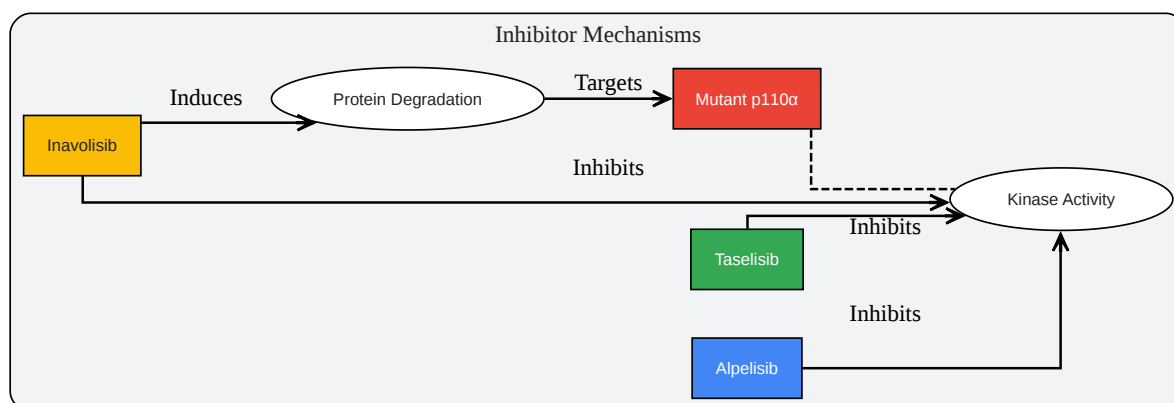 Inhibitor Mechanisms
Induces
Protein Degradation
Targets
Mutant p110α
Inavolisib
Inhibits
Kinase Activity
Inhibits
Taselisib
Inhibits
Alpelisib